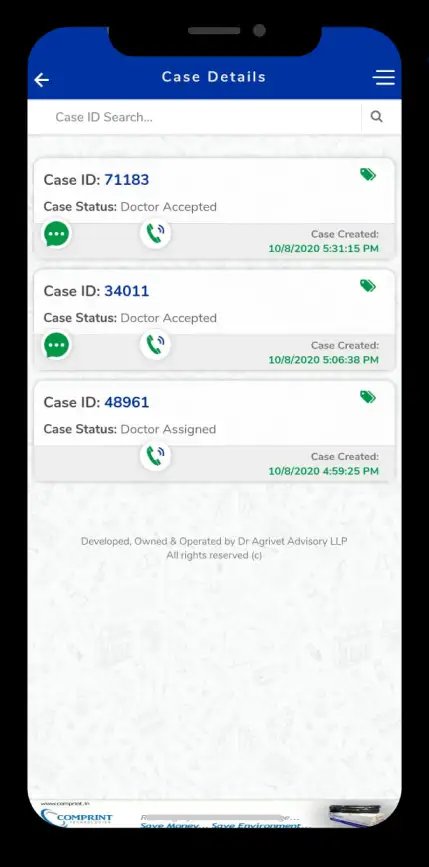 Case Details
Case ID Search...
Case ID: 71183
Case Status: Doctor Accepted
Case Created:
10/8/2020 5:31:15 PM
Case ID: 34011
Case Status: Doctor Accepted
Case Created:
10/8/2020 5:06:38 PM
Case ID: 48961
Case Status: Doctor Assigned
Case Created:
10/8/2020 4:59:25 PM
Developed, Owned & Operated by Dr Agrivet Advisory LLP
All rights reserved (c)
www.comprint.in
COMPRINT
TECHNOLOGIES
Save Money... Save Environment...